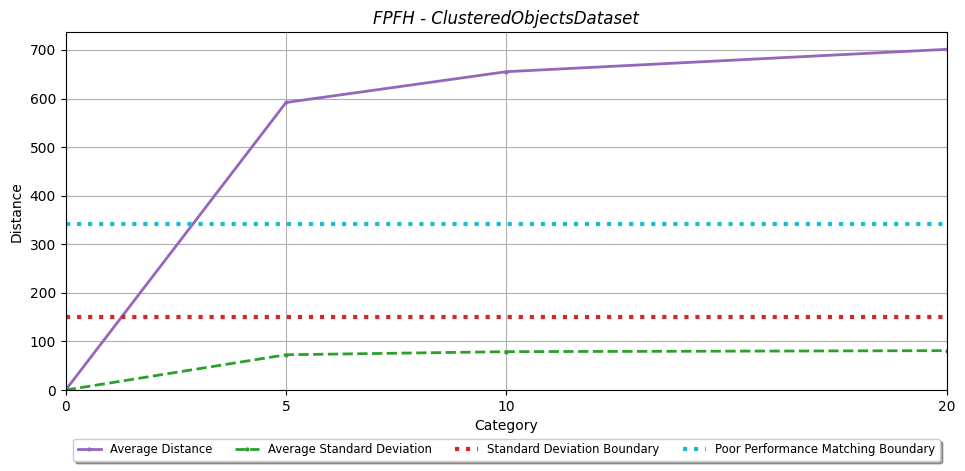 FPFH - ClusteredObjectsDataset
700
600
500
400
300
200
100
0
Distance
0 5 10 20
Category
Average Distance Average Standard Deviation Standard Deviation Boundary Poor Performance Matching Boundary